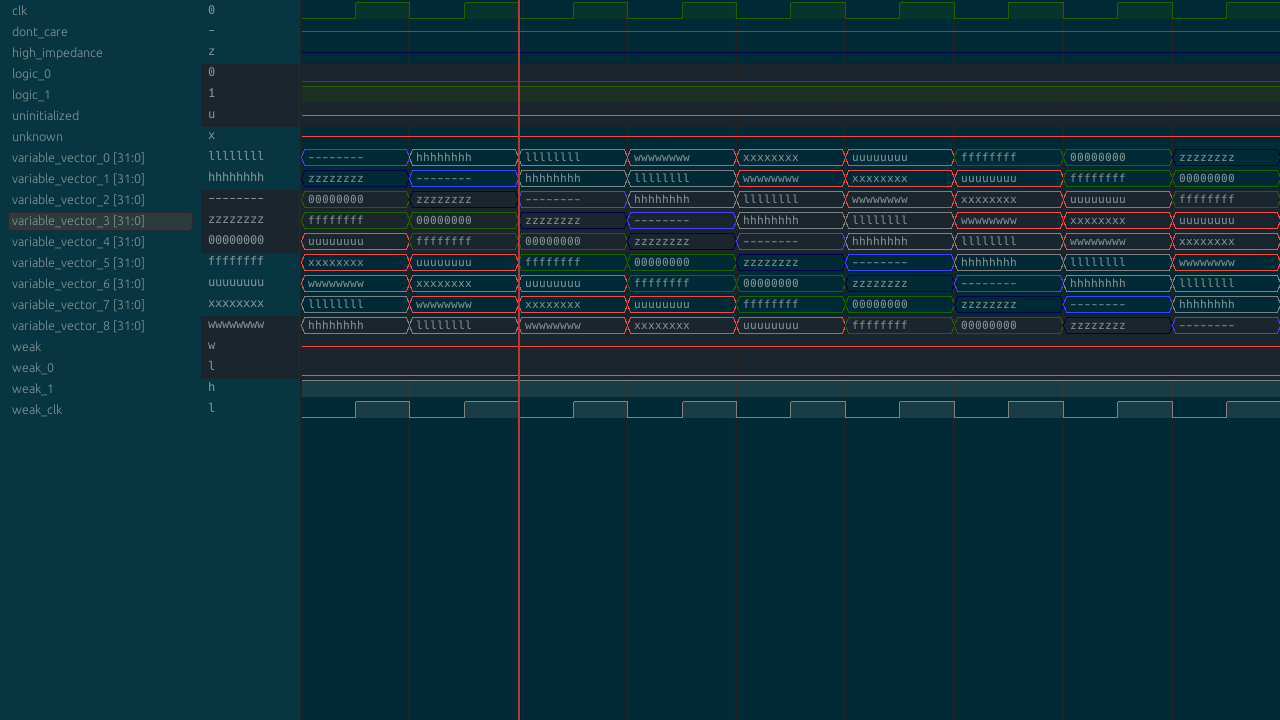 clk 0
dont_care -
high_impedance z
logic_0 0
logic_1 1
uninitialized u
unknown x
variable_vector_0 [31:0] llllllll -------- hhhhhhhh llllllll wwwwwwww xxxxxxxx uuuuuuuu ffffffff 00000000 zzzzzzzz
variable_vector_1 [31:0] hhhhhhhh zzzzzzzz -------- hhhhhhhh llllllll wwwwwwww xxxxxxxx uuuuuuuu ffffffff 00000000
variable_vector_2 [31:0] -------- 00000000 zzzzzzzz -------- hhhhhhhh llllllll wwwwwwww xxxxxxxx uuuuuuuu ffffffff
variable_vector_3 [31:0] zzzzzzzz ffffffff 00000000 zzzzzzzz -------- hhhhhhhh llllllll wwwwwwww xxxxxxxx uuuuuuuu
variable_vector_4 [31:0] 00000000 uuuuuuuu ffffffff 00000000 zzzzzzzz -------- hhhhhhhh llllllll wwwwwwww xxxxxxxx
variable_vector_5 [31:0] ffffffff xxxxxxxx uuuuuuuu ffffffff 00000000 zzzzzzzz -------- hhhhhhhh llllllll wwwwwwww
variable_vector_6 [31:0] uuuuuuuu wwwwwwww xxxxxxxx uuuuuuuu ffffffff 00000000 zzzzzzzz -------- hhhhhhhh llllllll
variable_vector_7 [31:0] xxxxxxxx llllllll wwwwwwww xxxxxxxx uuuuuuuu ffffffff 00000000 zzzzzzzz -------- hhhhhhhh
variable_vector_8 [31:0] wwwwwwww hhhhhhhh llllllll wwwwwwww xxxxxxxx uuuuuuuu ffffffff 00000000 zzzzzzzz --------
weak w
weak_0 l
weak_1 h
weak_clk l